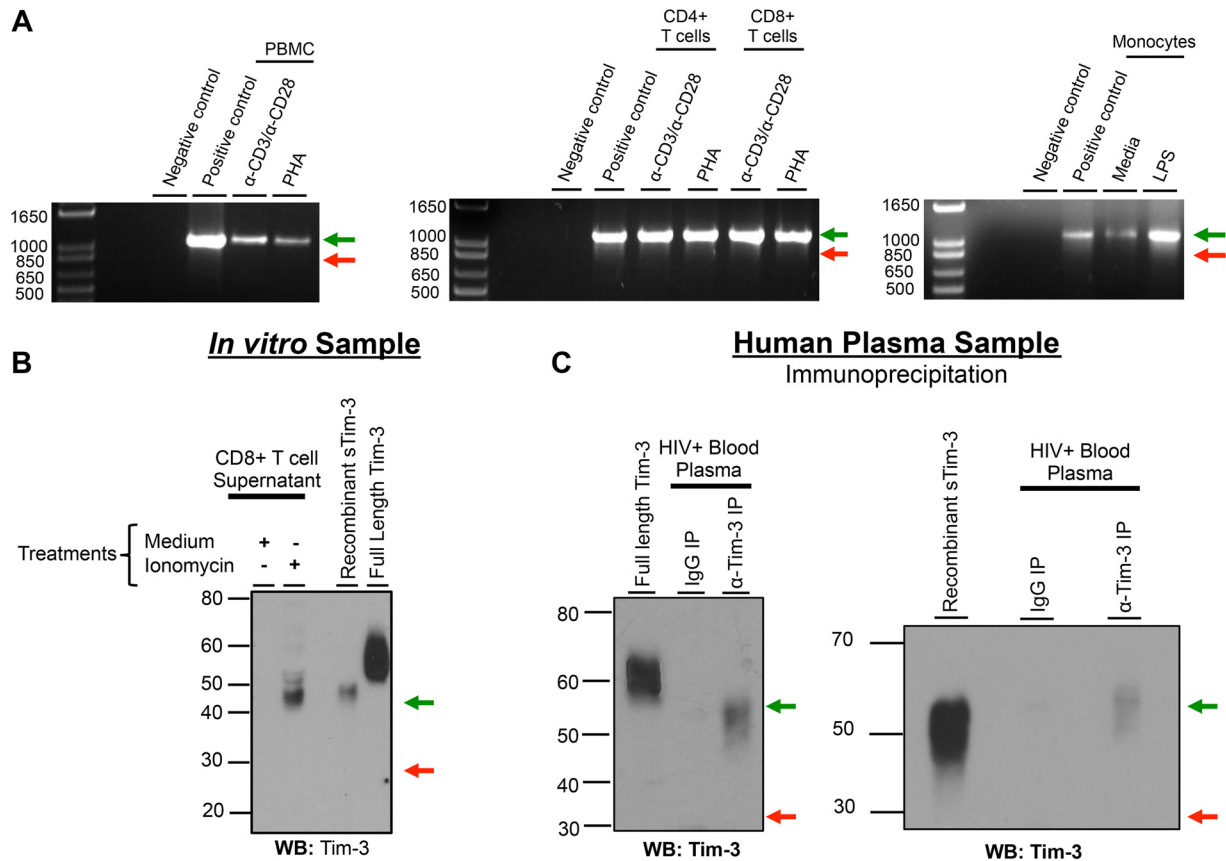 A
PBMC
Negative control
Positive control
α-CD3/α-CD28
PHA
1650
1000
850
650
500
CD4+
T cells
CD8+
T cells
Negative control
Positive control
α-CD3/α-CD28
PHA
α-CD3/α-CD28
PHA
1650
1000
850
650
500
Monocytes
Negative control
Positive control
Media
LPS
1650
1000
850
650
500
In vitro Sample
B
CD8+ T cell
Supernatant
Recombinant sTim-3
Full Length Tim-3
Treatments
Medium + -
Ionomycin - +
80
60
50
40
30
20
WB: Tim-3
Human Plasma Sample
C
Immunoprecipitation
Full length Tim-3
HIV+ Blood
Plasma
IgG IP
α-Tim-3 IP
80
60
50
40
30
WB: Tim-3
Recombinant sTim-3
HIV+ Blood
Plasma
IgG IP
α-Tim-3 IP
70
50
30
WB: Tim-3